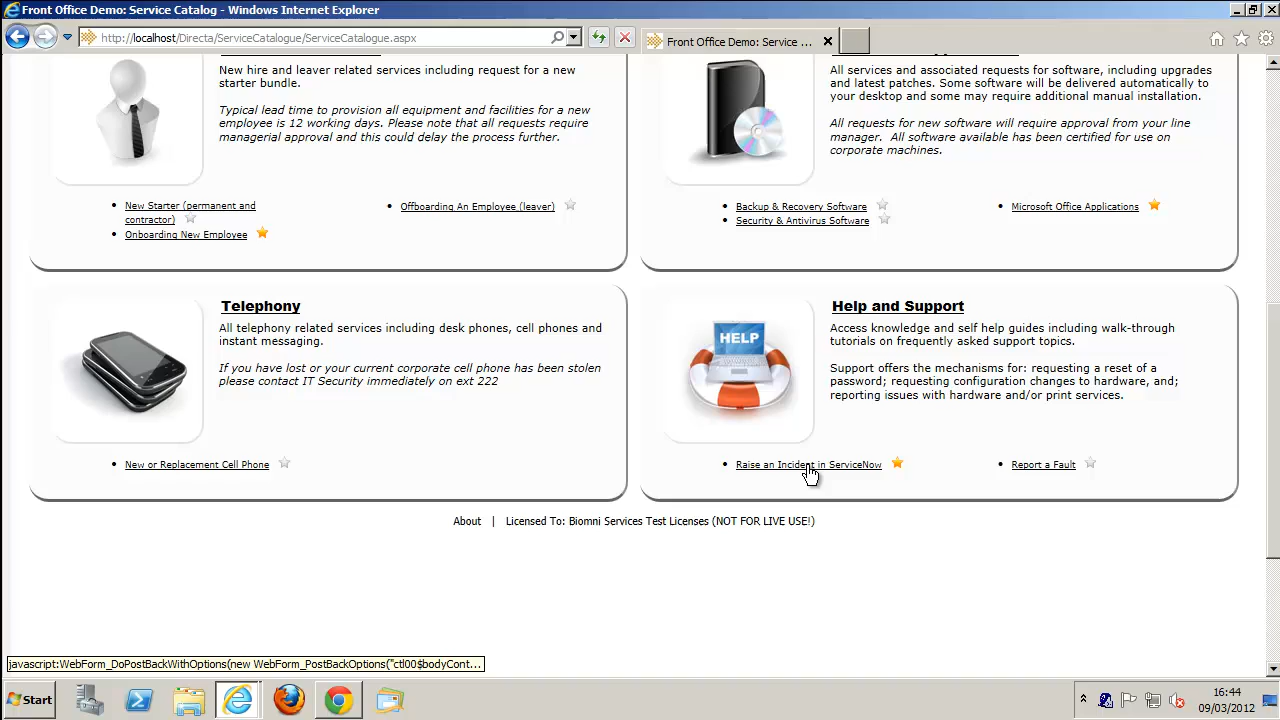 Front Office Demo: Service Catalog - Windows Internet Explorer
http://localhost/Directa/ServiceCatalogue/ServiceCatalogue.aspx
Front Office Demo: Service ...
New hire and leaver related services including request for a new
starter bundle.
Typical lead time to provision all equipment and facilities for a new
employee is 12 working days. Please note that all requests require
managerial approval and this could delay the process further.
• New Starter (permanent and
contractor)
• Onboarding New Employee
• Offboarding An Employee (leaver)
All services and associated requests for software, including upgrades
and latest patches. Some software will be delivered automatically to
your desktop and some may require additional manual installation.
All requests for new software will require approval from your line
manager. All software available has been certified for use on
corporate machines.
• Backup & Recovery Software
• Security & Antivirus Software
• Microsoft Office Applications
Telephony
All telephony related services including desk phones, cell phones and
instant messaging.
If you have lost or your current corporate cell phone has been stolen
please contact IT Security immediately on ext 222
• New or Replacement Cell Phone
Help and Support
HELP
Access knowledge and self help guides including walk-through
tutorials on frequently asked support topics.
Support offers the mechanisms for: requesting a reset of a
password; requesting configuration changes to hardware, and;
reporting issues with hardware and/or print services.
• Raise an Incident in ServiceNow
• Report a Fault
About | Licensed To: Biomni Services Test Licenses (NOT FOR LIVE USE!)
javascript:WebForm_DoPostBackWithOptions(new WebForm_PostBackOptions("ctl00$bodyCont...
Start
16:44
09/03/2012